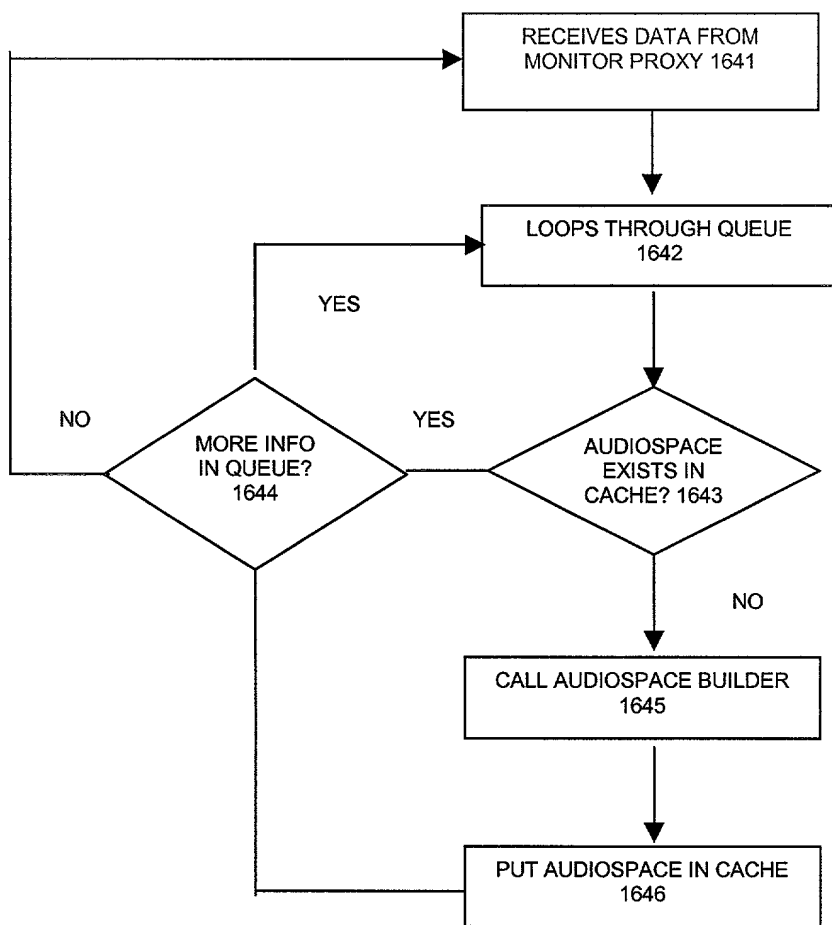 RECEIVES DATA FROM
MONITOR PROXY 1641
LOOPS THROUGH QUEUE
1642
YES
NO
YES
MORE INFO
IN QUEUE?
1644
AUDIOSPACE
EXISTS IN
CACHE? 1643
NO
CALL AUDIOSPACE BUILDER
1645
PUT AUDIOSPACE IN CACHE
1646